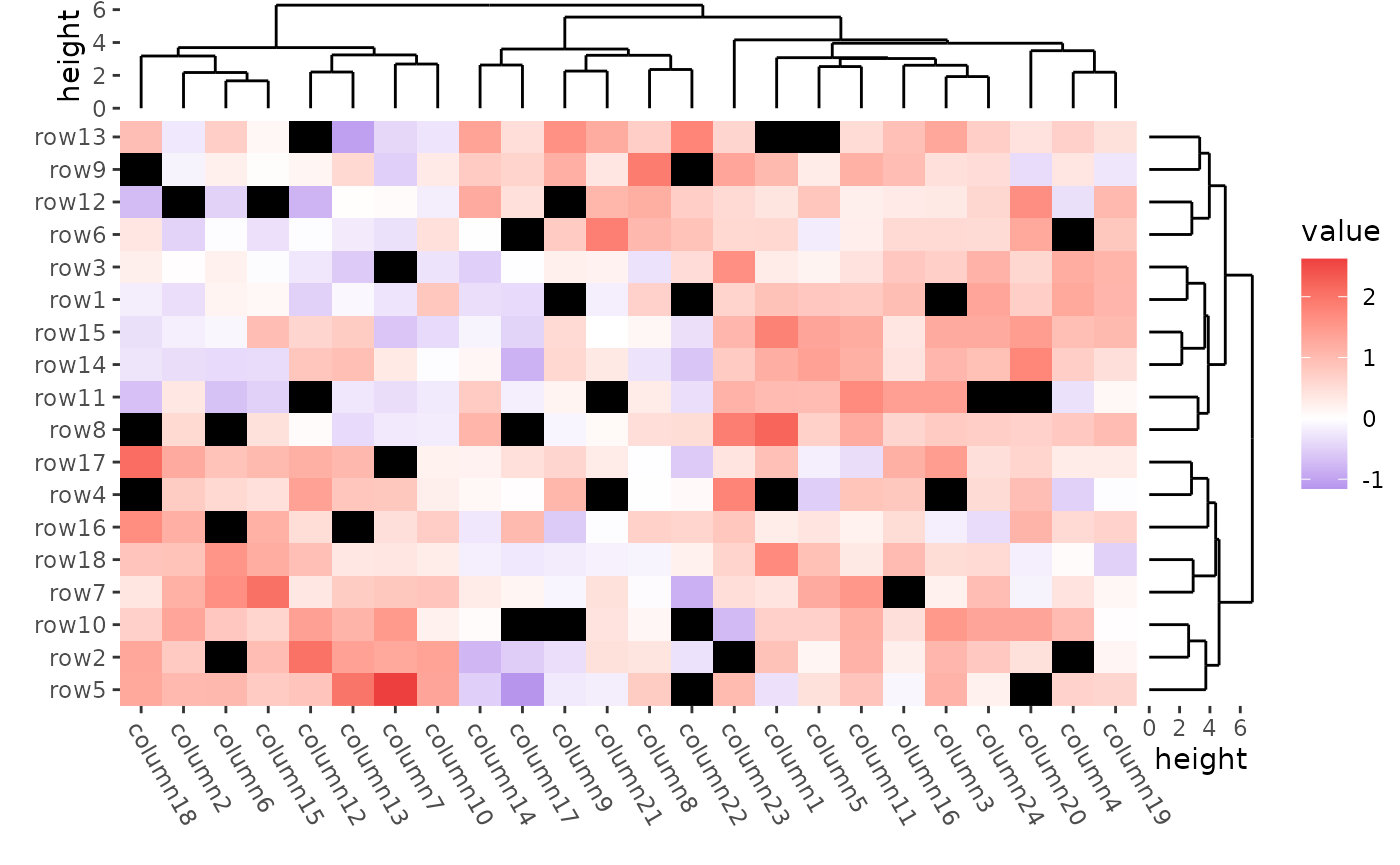 height
6
4
2
0
row13
row9
row12
row6
row3
row1
row15
row14
row11
row8
row17
row4
row16
row18
row7
row10
row2
row5
column18
column2
column6
column15
column12
column13
column7
column10
column14
column17
column9
column21
column8
column22
column23
column1
column5
column11
column16
column3
column24
column20
column4
column19
0 2 4 6
height
value
2
1
0
-1